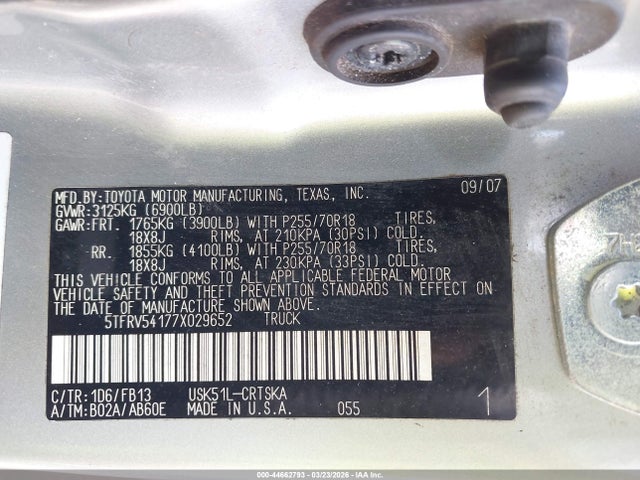 MFD.BY: TOYOTA MOTOR MANUFACTURING, TEXAS, INC. 09/07
GVWR: 3125KG (6900LB)
GAWR: FRT. 1765KG (3900LB) WITH P255/70R18 TIRES,
18X8J RIMS, AT 210KPA (30PSI) COLD.
RR. 1855KG (4100LB) WITH P255/70R18 TIRES,
18X8J RIMS, AT 230KPA (33PSI) COLD.
THIS VEHICLE CONFORMS TO ALL APPLICABLE FEDERAL MOTOR
VEHICLE SAFETY AND THEFT PREVENTION STANDARDS IN EFFECT ON
THE DATE OF MANUFACTURE SHOWN ABOVE.
5TFRV54177X029652 TRUCK
C/TR: 1D6/FB13 USK51L-CRTSKA
A/TM: B02A/AB60E MADE IN U.S.A. 055 1
000-44662793 - 03/23/2026 - copart.ca